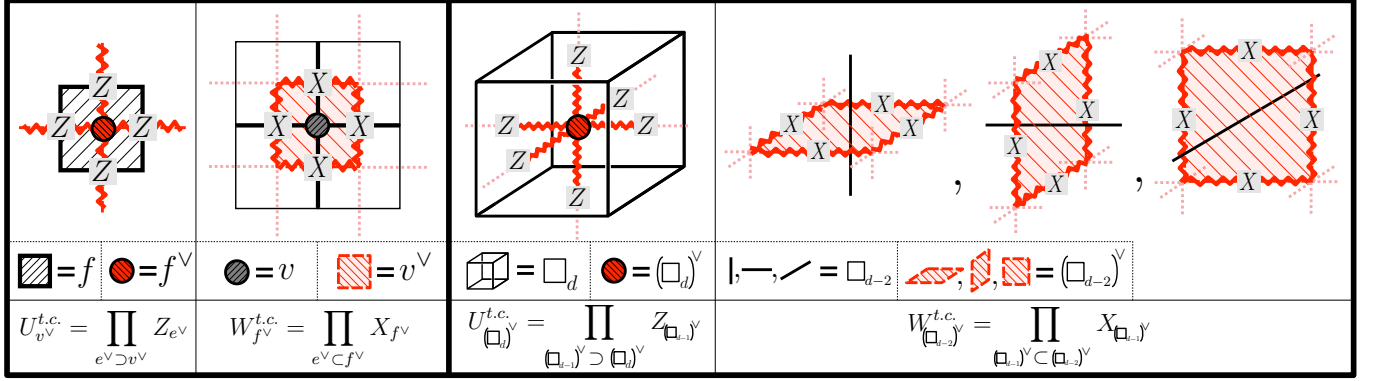 Z
Z Z
Z
X
X X
X
Z
Z
Z Z
Z
Z
X
X X
X
,
X
X
X
X
,
X
X X
X
= f
= f^∨
= v
= v^∨
= □_d
= (□_d)^∨
|, —, / = □_{d-2}
, , = (□_{d-2})^∨
U^{t.c.}_{v^∨} = ∏_{e^∨ ⊃ v^∨} Z_{e^∨}
W^{t.c.}_{f^∨} = ∏_{e^∨ ⊂ f^∨} X_{f^∨}
U^{t.c.}_{(□_d)^∨} = ∏_{(□_{d-1})^∨ ⊃ (□_d)^∨} Z_{(□_{d-1})^∨}
W^{t.c.}_{(□_{d-2})^∨} = ∏_{(□_{d-1})^∨ ⊂ (□_{d-2})^∨} X_{(□_{d-1})^∨}